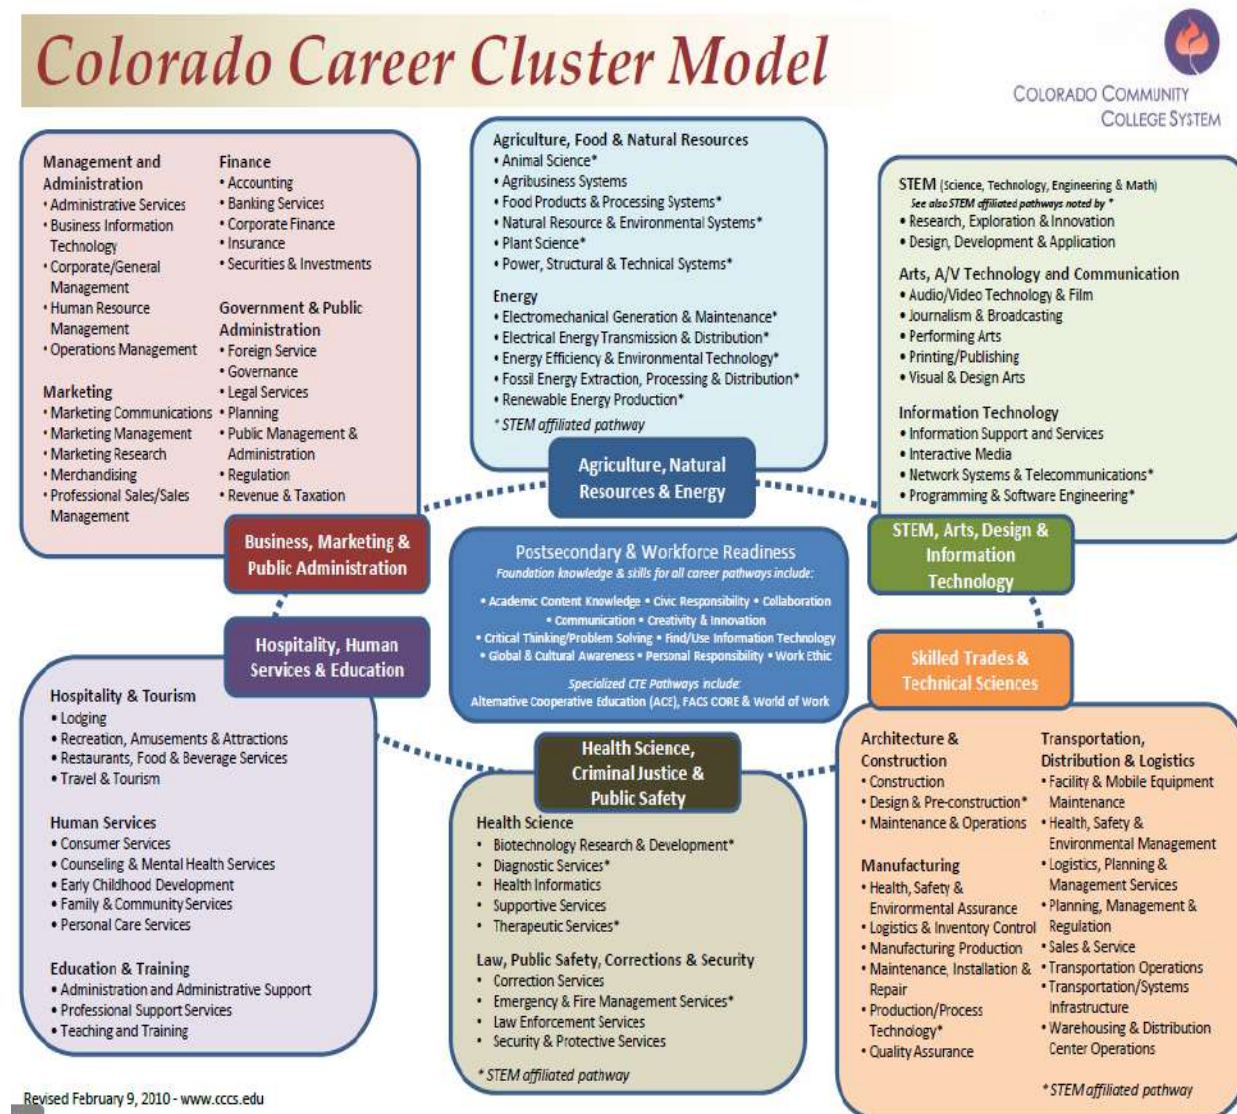 Colorado Career Cluster Model
COLORADO COMMUNITY
COLLEGE SYSTEM
Management and
Administration
• Administrative Services
• Business Information
Technology
• Corporate/General
Management
• Human Resource
Management
• Operations Management
Marketing
• Marketing Communications
• Marketing Management
• Marketing Research
• Merchandising
• Professional Sales/Sales
Management
Finance
• Accounting
• Banking Services
• Corporate Finance
• Insurance
• Securities & Investments
Government & Public
Administration
• Foreign Service
• Governance
• Legal Services
• Planning
• Public Management &
Administration
• Regulation
• Revenue & Taxation
Business, Marketing &
Public Administration
Agriculture, Food & Natural Resources
• Animal Science*
• Agribusiness Systems
• Food Products & Processing Systems*
• Natural Resource & Environmental Systems*
• Plant Science*
• Power, Structural & Technical Systems*
Energy
• Electromechanical Generation & Maintenance*
• Electrical Energy Transmission & Distribution*
• Energy Efficiency & Environmental Technology*
• Fossil Energy Extraction, Processing & Distribution*
• Renewable Energy Production*
* STEM affiliated pathway
Agriculture, Natural
Resources & Energy
STEM (Science, Technology, Engineering & Math)
See also STEM affiliated pathways noted by *
• Research, Exploration & Innovation
• Design, Development & Application
Arts, A/V Technology and Communication
• Audio/Video Technology & Film
• Journalism & Broadcasting
• Performing Arts
• Printing/Publishing
• Visual & Design Arts
Information Technology
• Information Support and Services
• Interactive Media
• Network Systems & Telecommunications*
• Programming & Software Engineering*
STEM, Arts, Design &
Information
Technology
Postsecondary & Workforce Readiness
Foundation knowledge & skills for all career pathways include:
• Academic Content Knowledge • Civic Responsibility • Collaboration
• Communication • Creativity & Innovation
• Critical Thinking/Problem Solving • Find/Use Information Technology
• Global & Cultural Awareness • Personal Responsibility • Work Ethic
Specialized CTE Pathways include:
Alternative Cooperative Education (ACE), FACS CORE & World of Work
Hospitality, Human
Services & Education
Hospitality & Tourism
• Lodging
• Recreation, Amusements & Attractions
• Restaurants, Food & Beverage Services
• Travel & Tourism
Human Services
• Consumer Services
• Counseling & Mental Health Services
• Early Childhood Development
• Family & Community Services
• Personal Care Services
Education & Training
• Administration and Administrative Support
• Professional Support Services
• Teaching and Training
Health Science,
Criminal Justice &
Public Safety
Health Science
• Biotechnology Research & Development*
• Diagnostic Services*
• Health Informatics
• Supportive Services
• Therapeutic Services*
Law, Public Safety, Corrections & Security
• Correction Services
• Emergency & Fire Management Services*
• Law Enforcement Services
• Security & Protective Services
* STEM affiliated pathway
Skilled Trades &
Technical Sciences
Architecture &
Construction
• Construction
• Design & Pre-construction*
• Maintenance & Operations
Manufacturing
• Health, Safety &
Environmental Assurance
• Logistics & Inventory Control
• Manufacturing Production
• Maintenance, Installation &
Repair
• Production/Process
Technology*
• Quality Assurance
Transportation,
Distribution & Logistics
• Facility & Mobile Equipment
Maintenance
• Health, Safety &
Environmental Management
• Logistics, Planning &
Management Services
• Planning, Management &
Regulation
• Sales & Service
• Transportation Operations
• Transportation/Systems
Infrastructure
• Warehousing & Distribution
Center Operations
* STEM affiliated pathway
Revised February 9, 2010 - www.cccs.edu